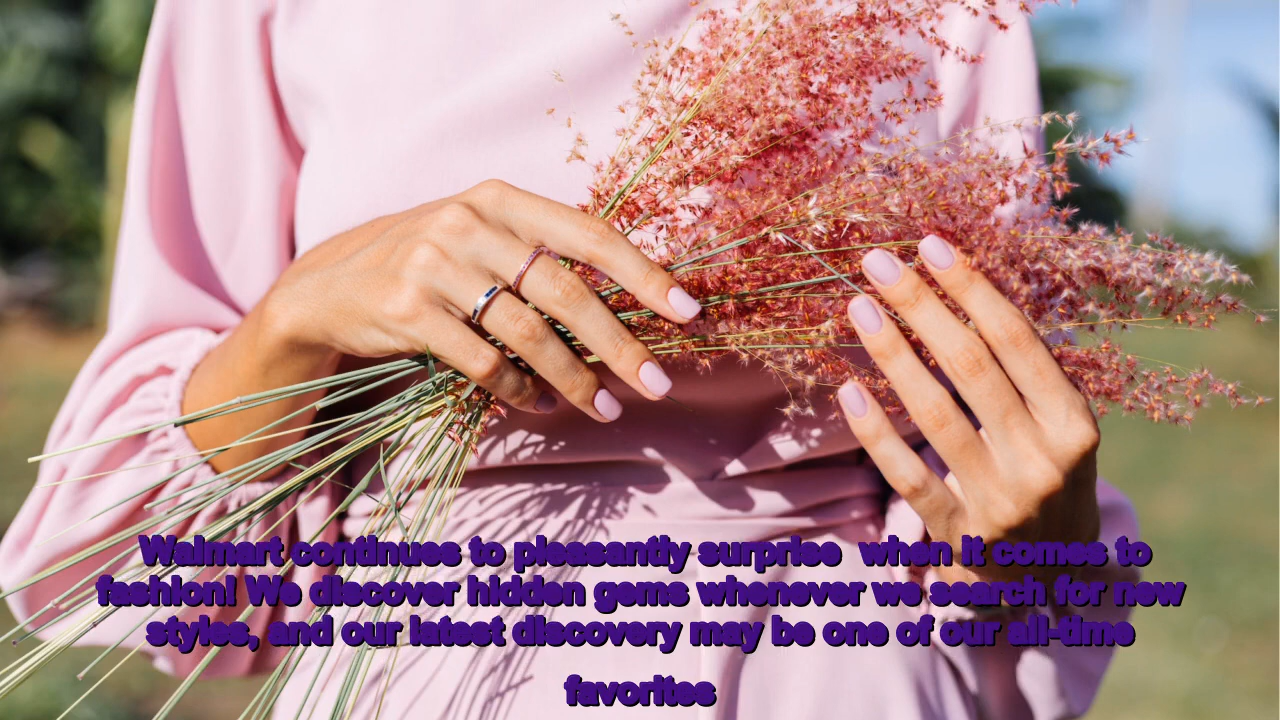 Walmart continues to pleasantly surprise  when it comes to
fashion! We discover hidden gems whenever we search for new
styles, and our latest discovery may be one of our all-time
favorites